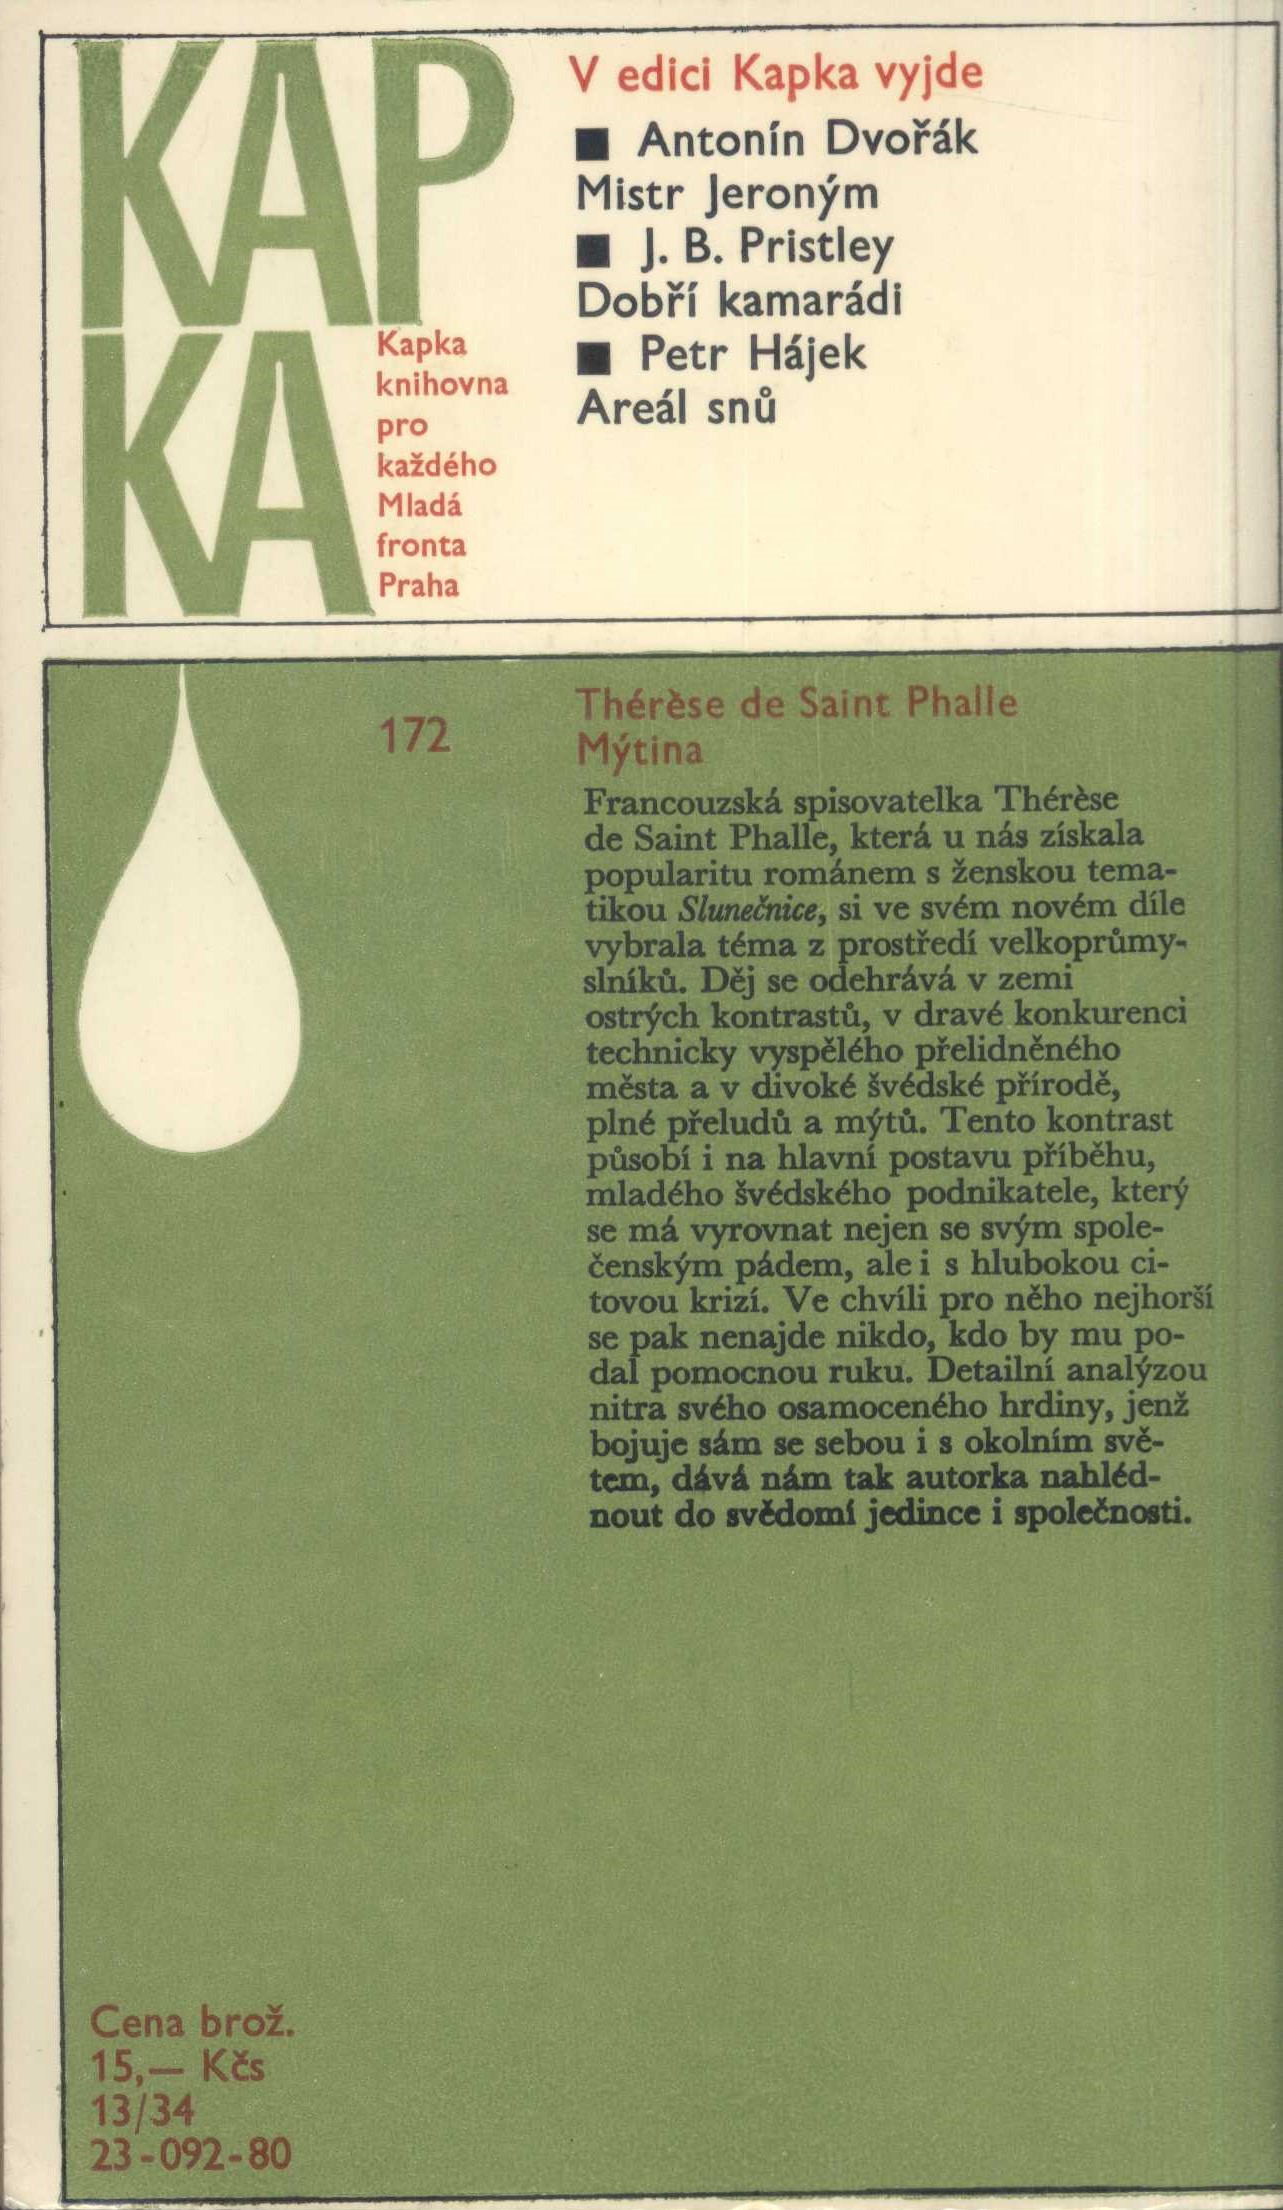 KAP
KA
Kapka
knihovna
pro
každého
Mladá
fronta
Praha
V edici Kapka vyjde
■ Antonín Dvořák
Mistr Jeroným
■ J. B. Pristley
Dobří kamarádi
■ Petr Hájek
Areál snů
172
Thérèse de Saint Phalle
Mýtina
Francouzská spisovatelka Thérèse
de Saint Phalle, která u nás získala
popularitu románem s ženskou tema-
tikou Slunečnice, si ve svém novém díle
vybrala téma z prostředí velkoprůmy-
slníků. Děj se odehrává v zemi
ostrých kontrastů, v dravé konkurenci
technicky vyspělého přelidněného
města a v divoké švédské přírodě,
plné přeludů a mýtů. Tento kontrast
působí i na hlavní postavu příběhu,
mladého švédského podnikatele, který
se má vyrovnat nejen se svým spole-
čenským pádem, ale i s hlubokou ci-
tovou krizí. Ve chvíli pro něho nejhorší
se pak nenajde nikdo, kdo by mu po-
dal pomocnou ruku. Detailní analýzou
nitra svého osamoceného hrdiny, jenž
bojuje sám se sebou i s okolním svě-
tem, dává nám tak autorka nahléd-
nout do svědomí jedince i společnosti.
Cena brož.
15,— Kčs
13/34
23-092-80